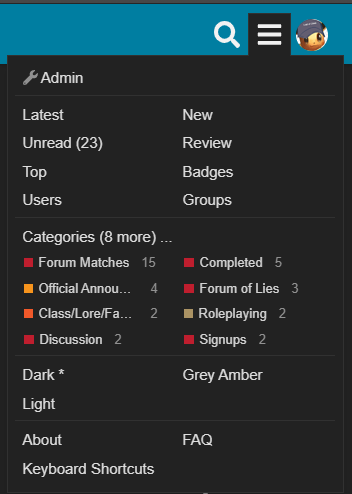 Admin
Latest New
Unread (23) Review
Top Badges
Users Groups
Categories (8 more) ...
Forum Matches 15 Completed 5
Official Annou... 4 Forum of Lies 3
Class/Lore/Fa... 2 Roleplaying 2
Discussion 2 Signups 2
Dark * Grey Amber
Light
About FAQ
Keyboard Shortcuts